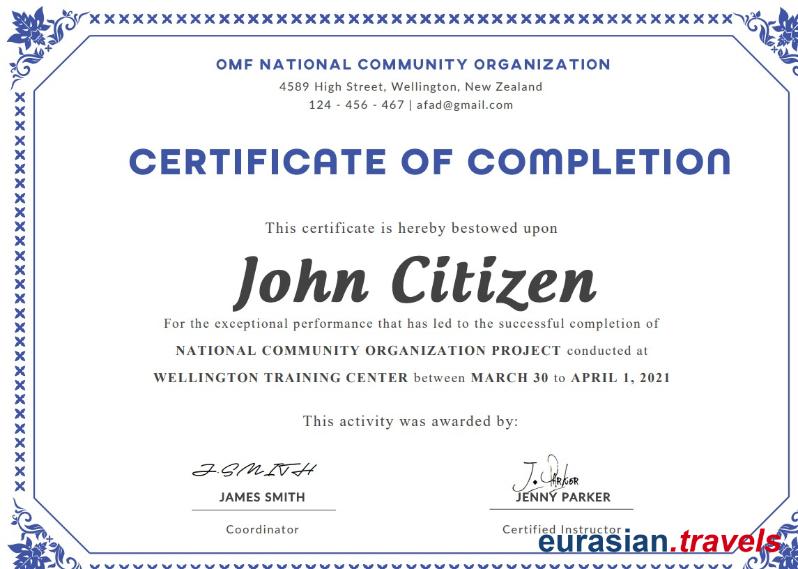 OMF NATIONAL COMMUNITY ORGANIZATION
4589 High Street, Wellington, New Zealand
124 - 456 - 467 | afad@gmail.com
CERTIFICATE OF COMPLETION
This certificate is hereby bestowed upon
John Citizen
For the exceptional performance that has led to the successful completion of
NATIONAL COMMUNITY ORGANIZATION PROJECT conducted at
WELLINGTON TRAINING CENTER between MARCH 30 to APRIL 1, 2021
This activity was awarded by:
J.SMITH
J. Parker
JAMES SMITH
JENNY PARKER
Coordinator
Certified Instructor
eurasian.travels